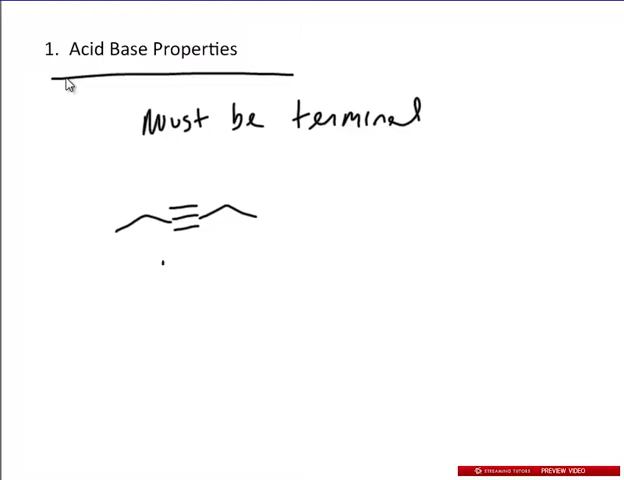 1. Acid Base Properties
Must be terminal
STREAMING TUTORS PREVIEW VIDEO